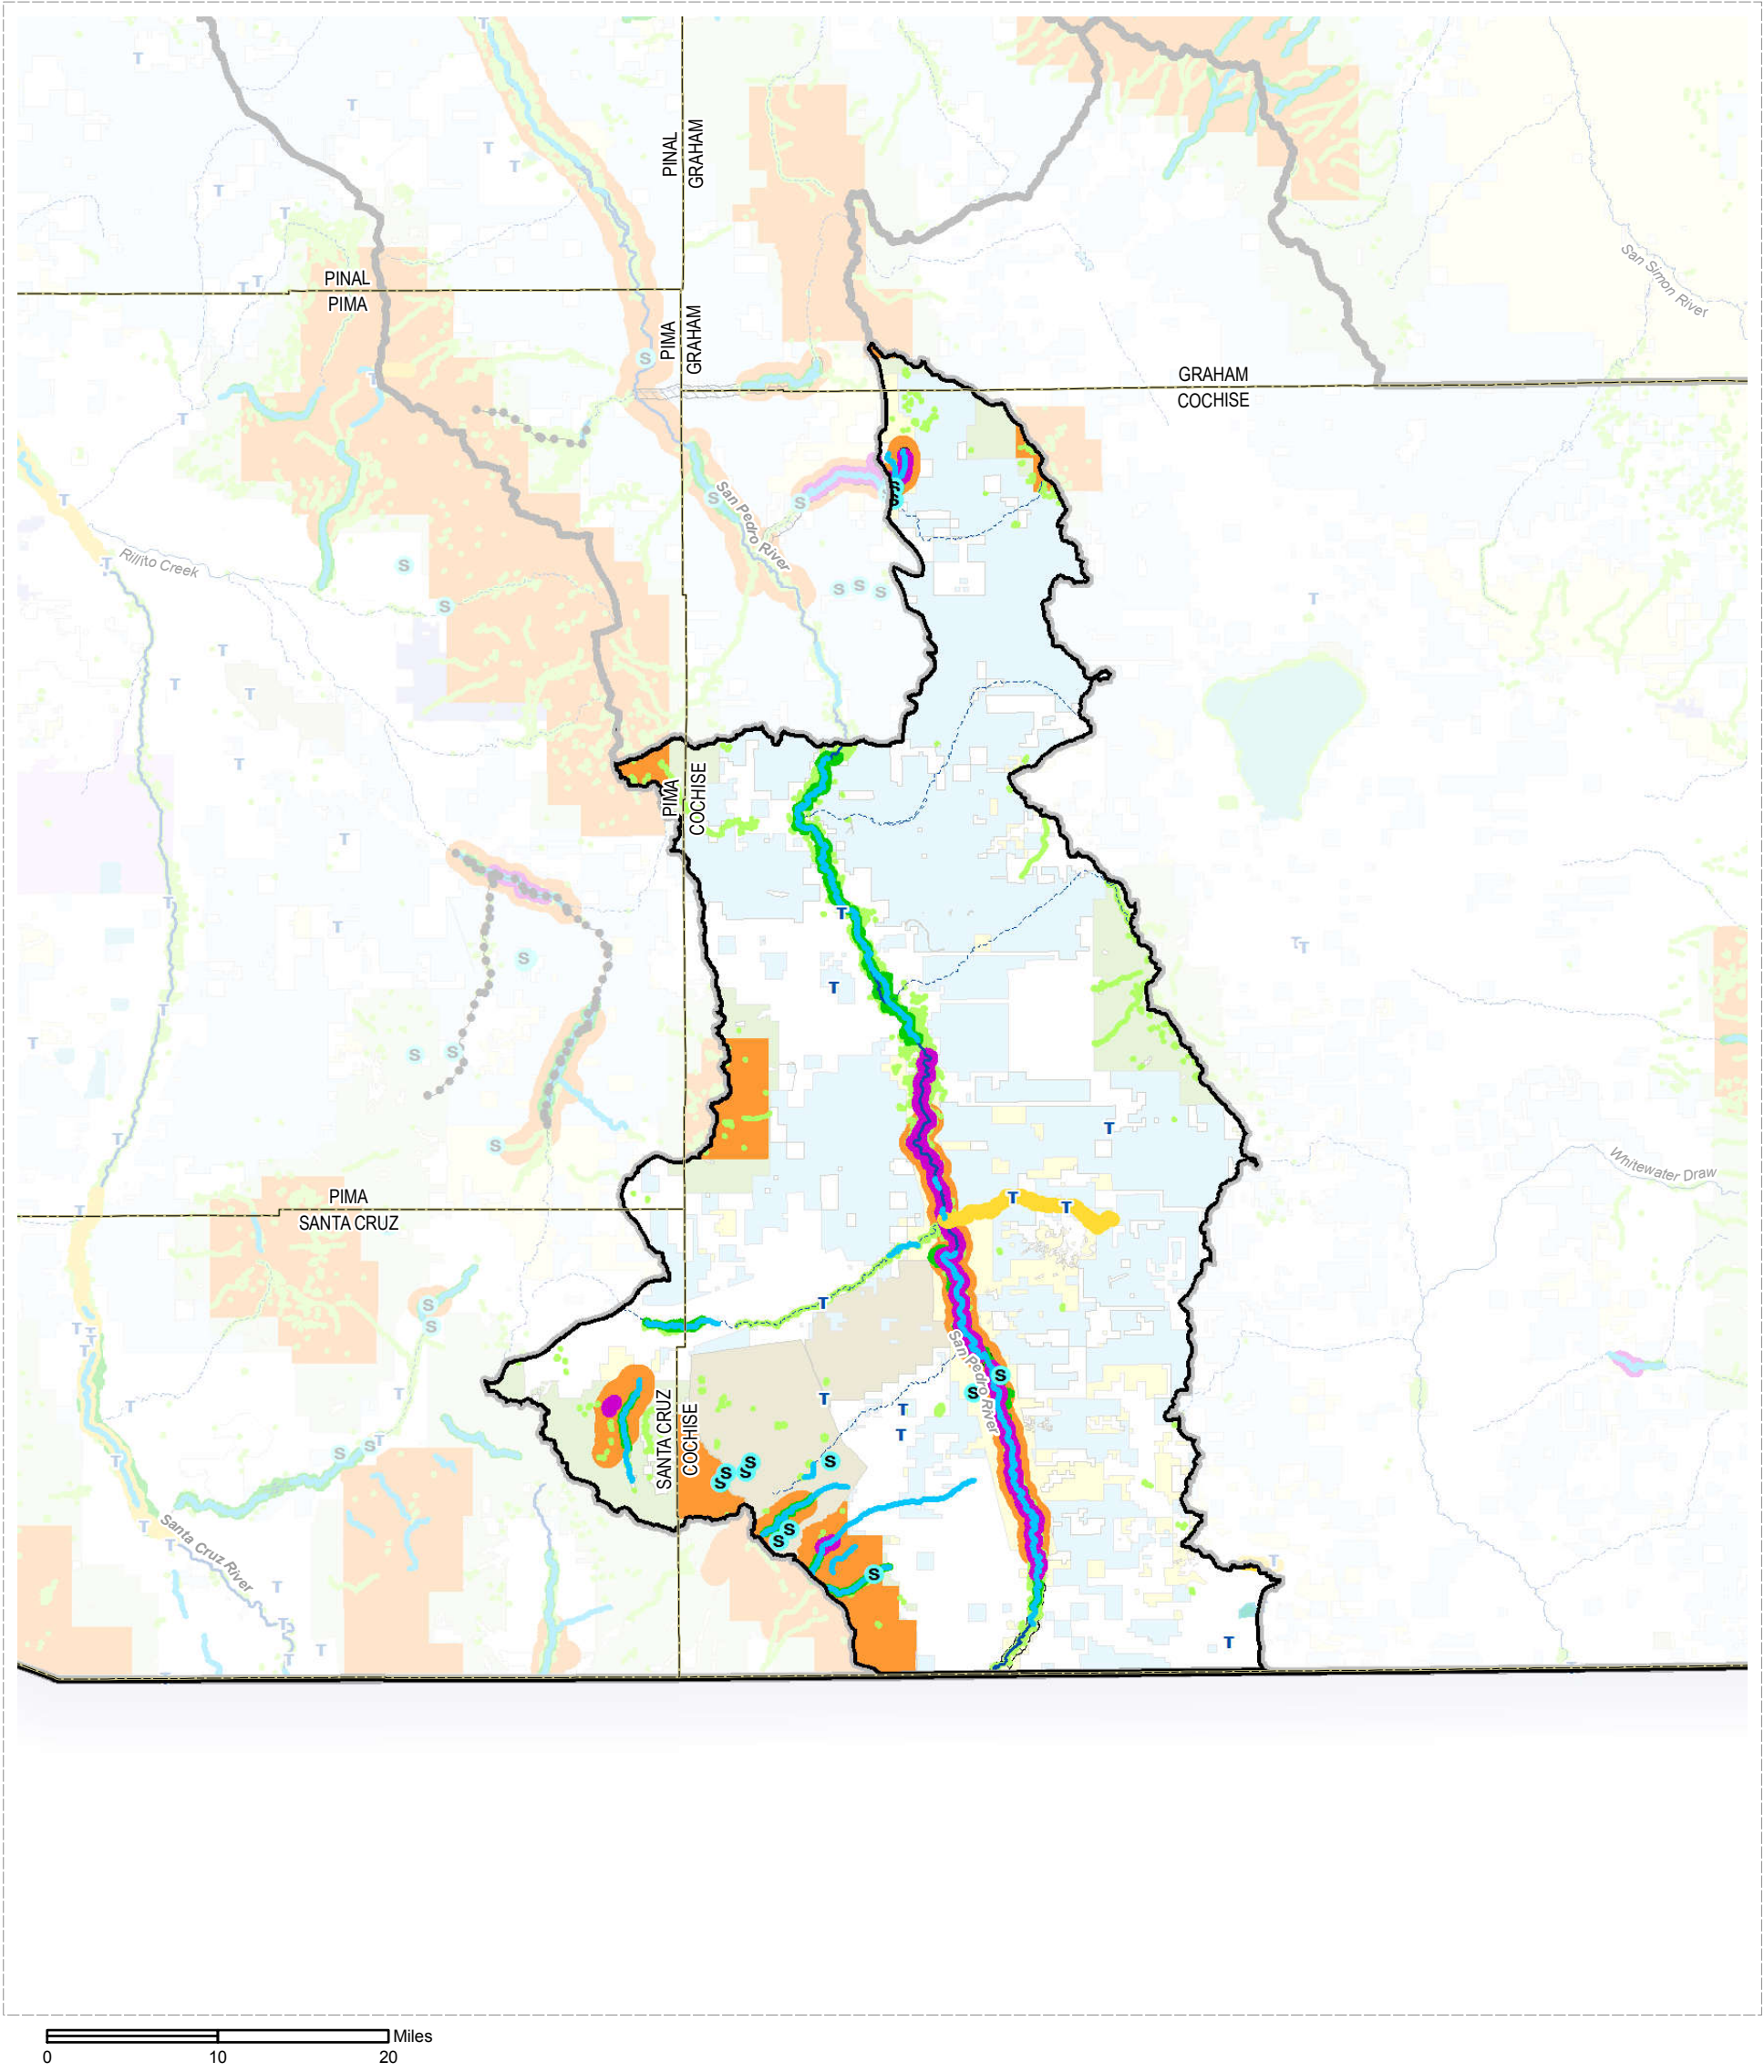 PINAL
GRAHAM
San Simon River
PINAL
PIMA
PIMA
GRAHAM
GRAHAM
COCHISE
S
S
S
S
S
San Pedro River
Rillito Creek
S
S
S
S
S
PIMA
COCHISE
T
T
S
S
S
S
T
Whitewater Draw
PIMA
SANTA CRUZ
T
T
S
S
T
San Pedro River
S
S
T
T
T
SANTA CRUZ
COCHISE
S
S
S
S
S
S
S
S
S
S
Santa Cruz River
T
Miles
0
10
20